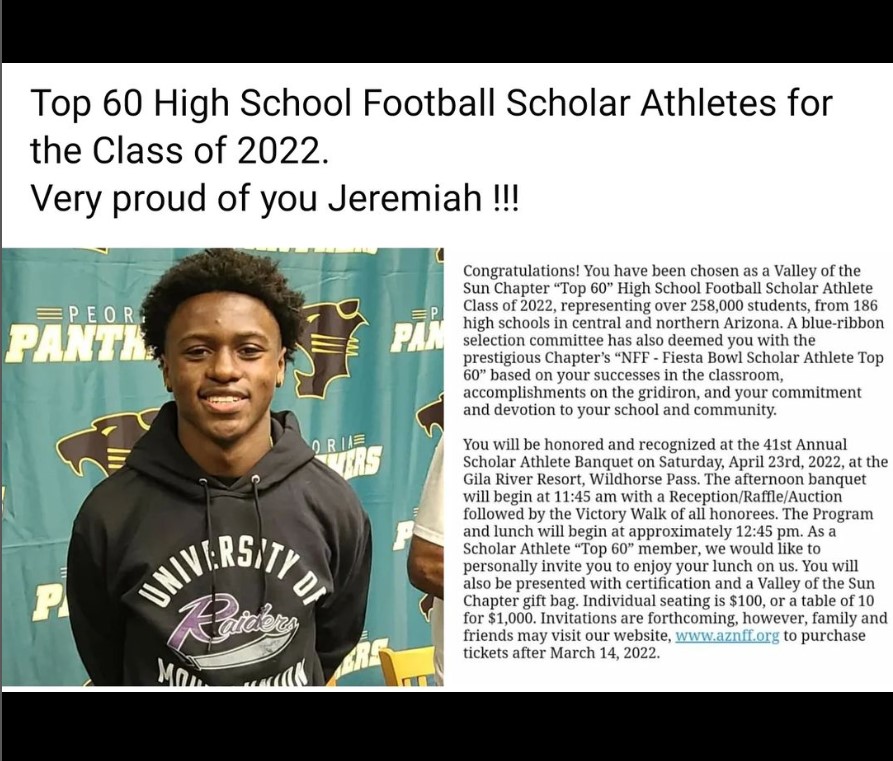 Top 60 High School Football Scholar Athletes for
the Class of 2022.
Very proud of you Jeremiah !!!
PEOR
PANTH
P
PAN
ORIA
HERS
P
P
ERS
UNIVERSITY OF
Raiders
MOUNT UNION
Congratulations! You have been chosen as a Valley of the
Sun Chapter “Top 60” High School Football Scholar Athlete
Class of 2022, representing over 258,000 students, from 186
high schools in central and northern Arizona. A blue-ribbon
selection committee has also deemed you with the
prestigious Chapter’s “NFF - Fiesta Bowl Scholar Athlete Top
60” based on your successes in the classroom,
accomplishments on the gridiron, and your commitment
and devotion to your school and community.
You will be honored and recognized at the 41st Annual
Scholar Athlete Banquet on Saturday, April 23rd, 2022, at the
Gila River Resort, Wildhorse Pass. The afternoon banquet
will begin at 11:45 am with a Reception/Raffle/Auction
followed by the Victory Walk of all honorees. The Program
and lunch will begin at approximately 12:45 pm. As a
Scholar Athlete “Top 60” member, we would like to
personally invite you to enjoy your lunch on us. You will
also be presented with certification and a Valley of the Sun
Chapter gift bag. Individual seating is $100, or a table of 10
for $1,000. Invitations are forthcoming, however, family and
friends may visit our website, www.aznff.org to purchase
tickets after March 14, 2022.